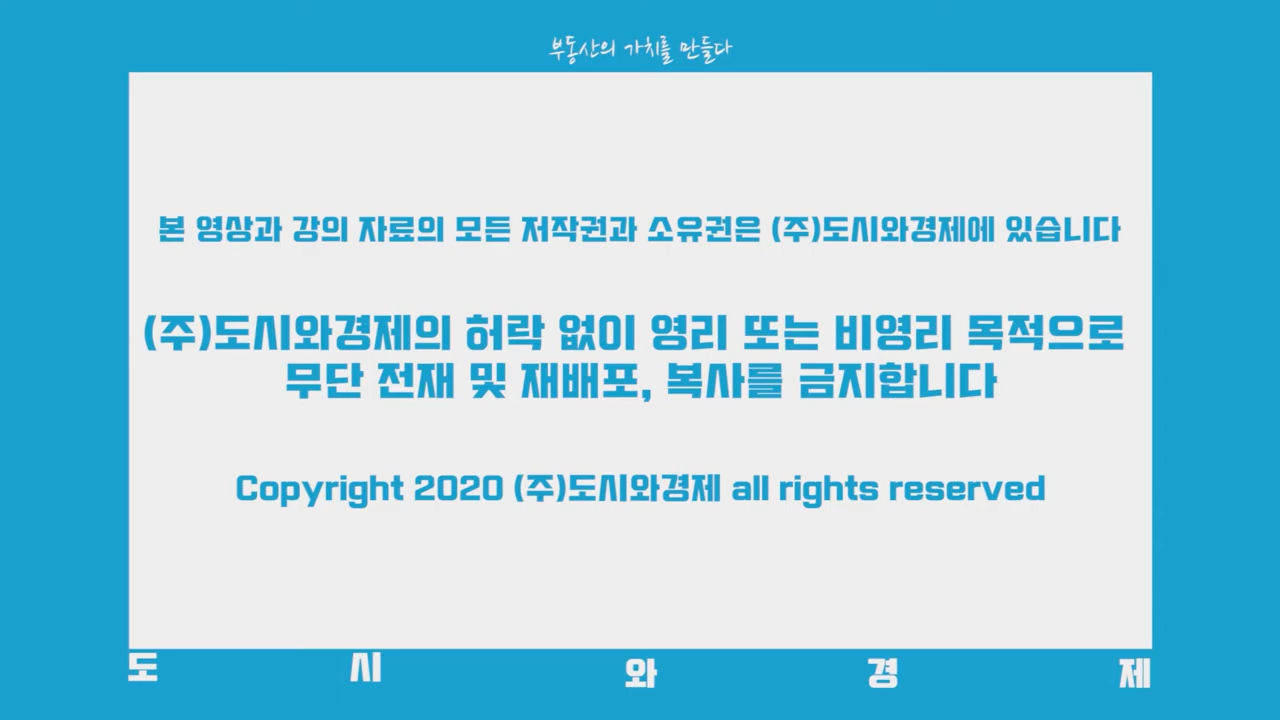 부동산의 가치를 만들다
본 영상과 강의 자료의 모든 저작권과 소유권은 (주)도시와경제에 있습니다
(주)도시와경제의 허락 없이 영리 또는 비영리 목적으로
무단 전재 및 재배포, 복사를 금지합니다
Copyright 2020 (주)도시와경제 all rights reserved
도 시 와 경 제